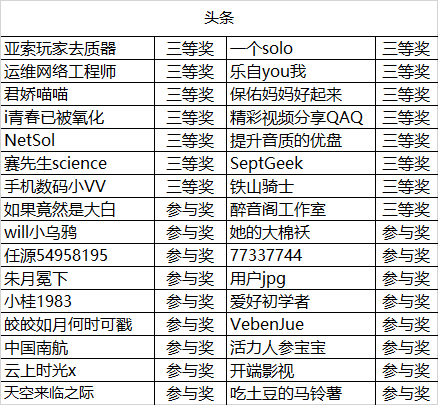 头条
亚索玩家去质器 三等奖 一个solo 三等奖
运维网络工程师 三等奖 乐自you我 三等奖
君娇喵喵 三等奖 保佑妈妈好起来 三等奖
i青春已被氧化 三等奖 精彩视频分享QAQ 三等奖
NetSol 三等奖 提升音质的优盘 三等奖
赛先生science 三等奖 SeptGeek 三等奖
手机数码小VV 三等奖 铁山骑士 三等奖
如果竟然是大白 参与奖 醉音阁工作室 三等奖
will小乌鸦 参与奖 她的大棉袄 参与奖
任源54958195 参与奖 77337744 参与奖
朱月冕下 参与奖 用户jpg 参与奖
小桂1983 参与奖 爱好初学者 参与奖
皎皎如月何时可戳 参与奖 VebenJue 参与奖
中国南航 参与奖 活力人参宝宝 参与奖
云上时光x 参与奖 开端影视 参与奖
天空来临之际 参与奖 吃土豆的马铃薯 参与奖